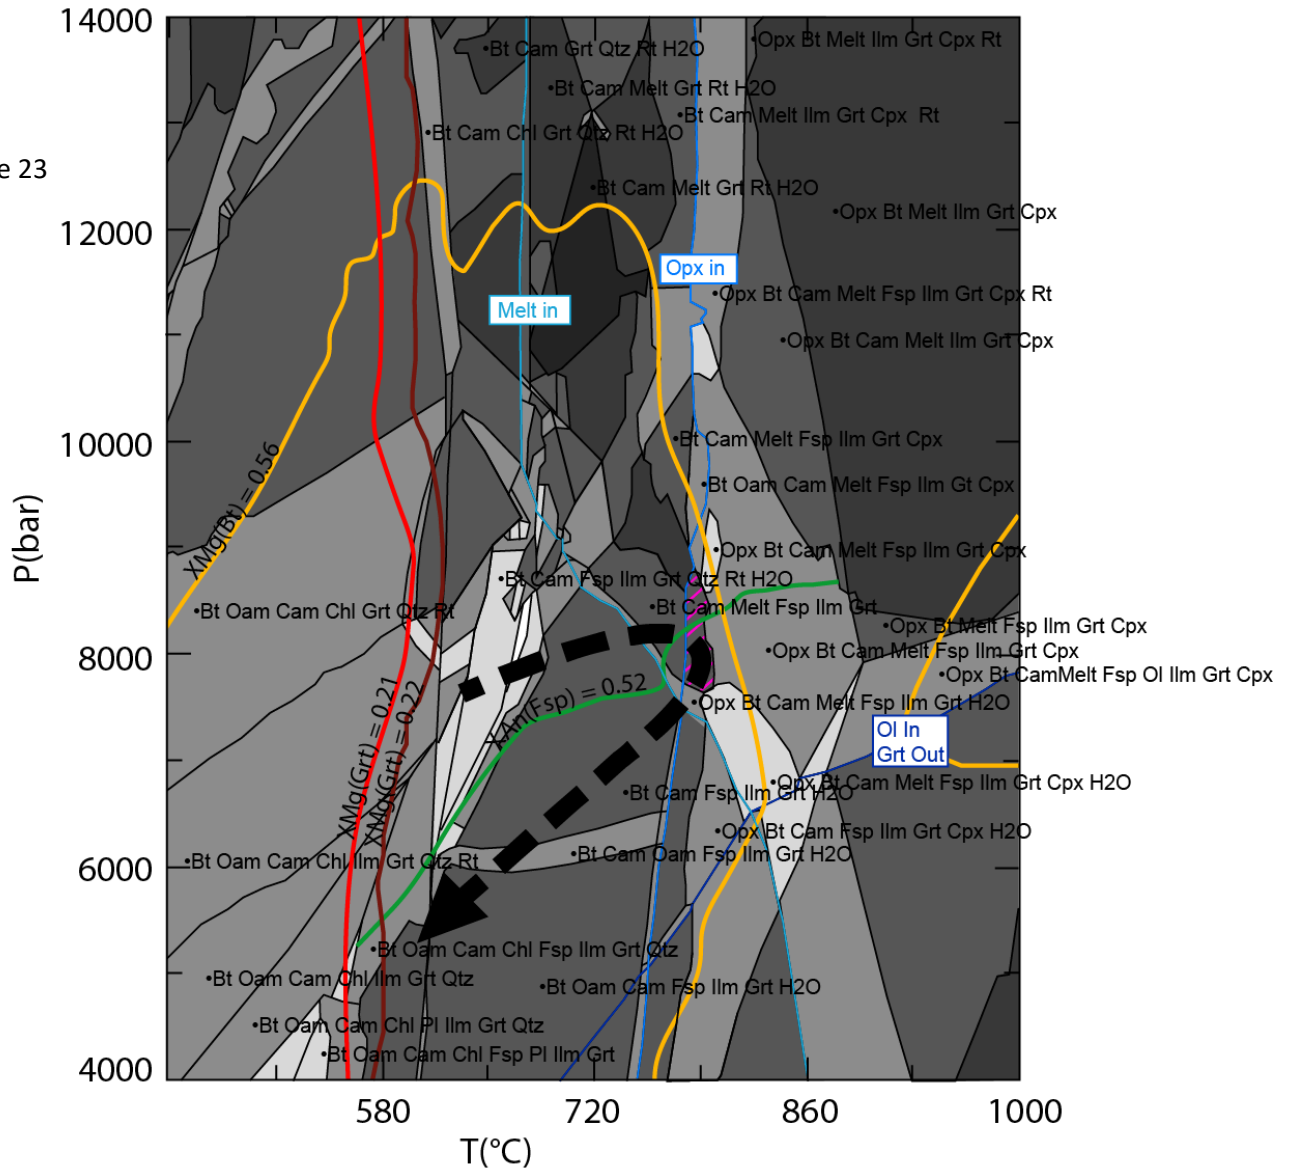 14000
•Bt Cam Grt Qtz Rt H2O
•Opx Bt Melt Ilm Grt Cpx Rt
•Bt Cam Melt Grt Rt H2O
•Bt Cam Melt Ilm Grt Cpx Rt
•Bt Cam Chl Grt Qtz Rt H2O
e 23
•Bt Cam Melt Grt Rt H2O
•Opx Bt Melt Ilm Grt Cpx
12000
Opx in
•Opx Bt Cam Melt Fsp Ilm Grt Cpx Rt
Melt in
•Opx Bt Cam Melt Ilm Grt Cpx
10000
•Bt Cam Melt Fsp Ilm Grt Cpx
XMg(Bt) = 0.56
•Bt Oam Cam Melt Fsp Ilm Gt Cpx
P(bar)
•Opx Bt Cam Melt Fsp Ilm Grt Cpx
•Bt Cam Fsp Ilm Grt Qtz Rt H2O
•Bt Oam Cam Chl Grt Qtz Rt
•Bt Cam Melt Fsp Ilm Grt
•Opx Bt Melt Fsp Ilm Grt Cpx
8000
•Opx Bt Cam Melt Fsp Ilm Grt Cpx
•Opx Bt CamMelt Fsp Ol Ilm Grt Cpx
XAn(Fsp) = 0.52
•Opx Bt Cam Melt Fsp Ilm Grt H2O
XMg(Grt) = 0.21
XMg(Grt) = 0.22
Ol In
Grt Out
•Opx Bt Cam Melt Fsp Ilm Grt Cpx H2O
•Bt Cam Fsp Ilm Grt H2O
•Opx Bt Cam Fsp Ilm Grt Cpx H2O
6000
•Bt Oam Cam Chl Ilm Grt Qtz Rt
•Bt Cam Oam Fsp Ilm Grt H2O
•Bt Oam Cam Chl Fsp Ilm Grt Qtz
•Bt Oam Cam Chl Ilm Grt Qtz
•Bt Oam Cam Fsp Ilm Grt H2O
•Bt Oam Cam Chl Pl Ilm Grt Qtz
•Bt Oam Cam Chl Fsp Pl Ilm Grt
4000
580 720 860 1000
T(°C)